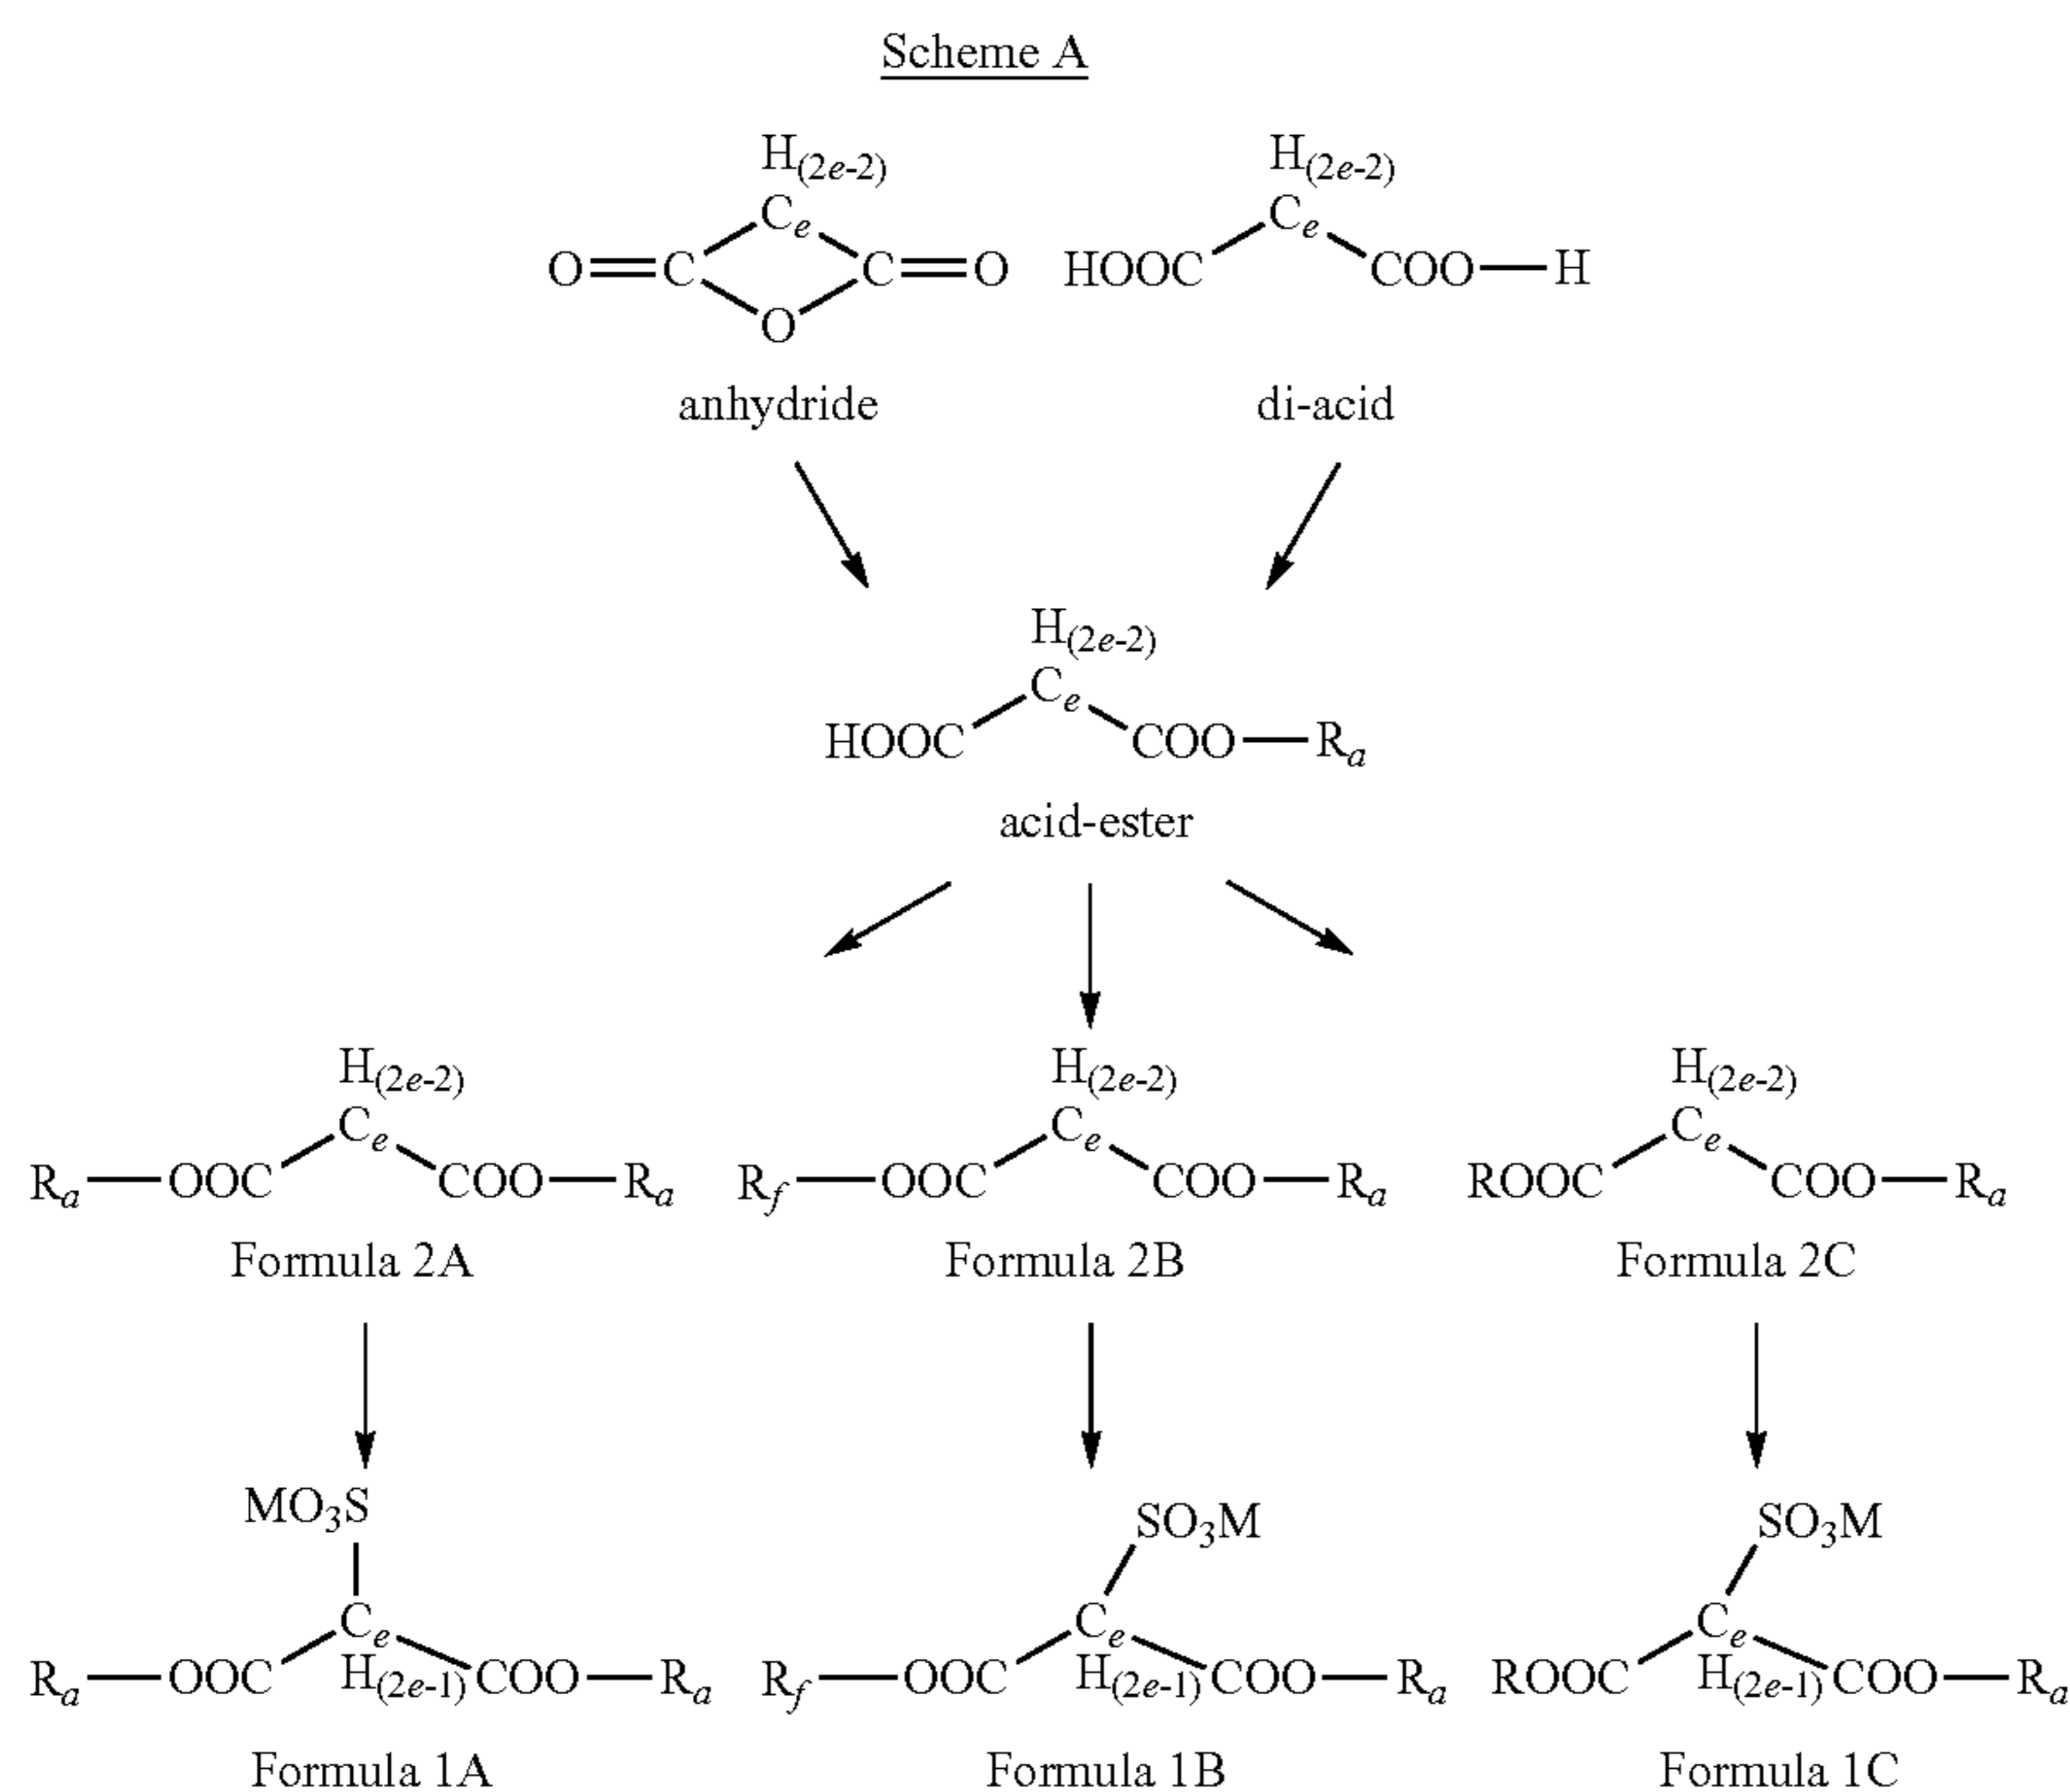 Scheme A
H(2e-2) H(2e-2)
Ce Ce
O=C C=O HOOC COO—H
O
anhydride di-acid
H(2e-2)
Ce
HOOC COO—Ra
acid-ester
H(2e-2) H(2e-2) H(2e-2)
Ce Ce Ce
Ra—OOC COO—Ra Rf—OOC COO—Ra ROOC COO—Ra
Formula 2A Formula 2B Formula 2C
MO3S SO3M SO3M
Ce Ce Ce
Ra—OOC H(2e-1) COO—Ra Rf—OOC H(2e-1) COO—Ra ROOC H(2e-1) COO—Ra
Formula 1A Formula 1B Formula 1C